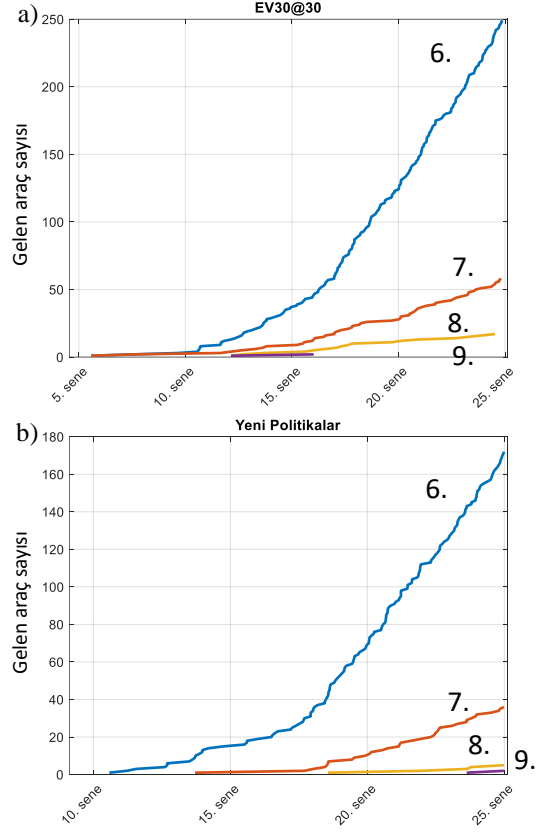 a)
EV30@30
250
200
150
100
50
0
Gelen araç sayısı
6.
7.
8.
9.
5. sene
10. sene
15. sene
20. sene
25. sene
b)
Yeni Politikalar
180
160
140
120
100
80
60
40
20
0
Gelen araç sayısı
6.
7.
8.
9.
10. sene
15. sene
20. sene
25. sene